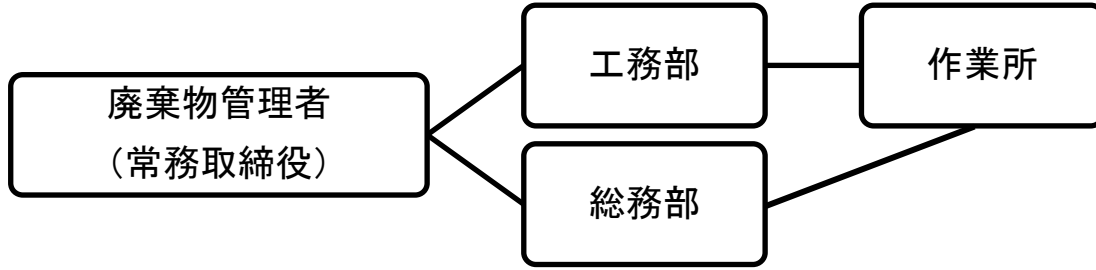 廃棄物管理者
（常務取締役）
工務部
作業所
総務部